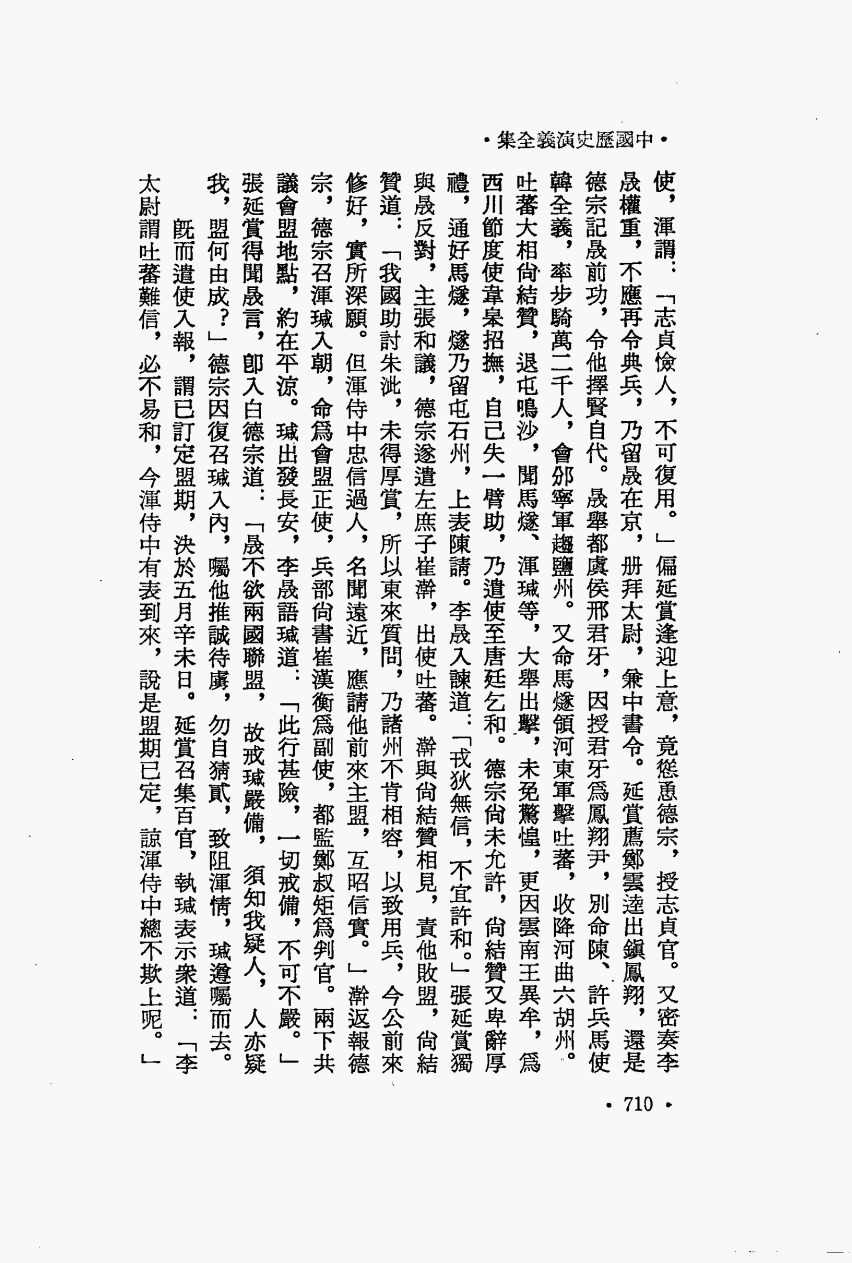 •中國歷史演義全集•
使，渾謂：「志貞憸人，不可復用。」偏延賞逢迎上意，竟慫恿德宗，授志貞官。又密奏李
晟權重，不應再令典兵，乃留晟在京，册拜太尉，兼中書令。延賞薦鄭雲逵出鎭鳳翔，還是
德宗記晟前功，令他擇賢自代。晟舉都虞侯邢君牙，因授君牙爲鳳翔尹，別命陳、許兵馬使
韓全義，率步騎萬二千人，會邠寧軍趨鹽州。又命馬燧領河東軍擊吐蕃，收降河曲六胡州。
吐蕃大相尙結贊，退屯鳴沙，聞馬燧、渾瑊等，大舉出擊，未免驚惶，更因雲南王異牟，爲
西川節度使韋皋招撫，自己失一臂助，乃遣使至唐廷乞和。德宗尙未允許，尙結贊又卑辭厚
禮，通好馬燧，燧乃留屯石州，上表陳請。李晟入諫道：「戎狄無信，不宜許和。」張延賞獨
與晟反對，主張和議，德宗遂遣左庶子崔澣，出使吐蕃。澣與尙結贊相見，責他敗盟，尙結
贊道：「我國助討朱泚，未得厚賞，所以東來質問，乃諸州不肯相容，以致用兵，今公前來
修好，實所深願。但渾侍中忠信過人，名聞遠近，應請他前來主盟，互昭信實。」澣返報德
宗，德宗召渾瑊入朝，命爲會盟正使，兵部尙書崔漢衡爲副使，都監鄭叔矩爲判官。兩下共
議會盟地點，約在平涼。瑊出發長安，李晟語瑊道：「此行甚險，一切戒備，不可不嚴。」
張延賞得聞晟言，卽入白德宗道：「晟不欲兩國聯盟，故戒瑊嚴備，須知我疑人，人亦疑
我，盟何由成？」德宗因復召瑊入內，囑他推誠待虜，勿自猜貳，致阻渾情，瑊遵囑而去。
既而遣使入報，謂已訂定盟期，決於五月辛未日。延賞召集百官，執瑊表示衆道：「李
太尉謂吐蕃難信，必不易和，今渾侍中有表到來，說是盟期已定，諒渾侍中總不欺上呢。」
•710•